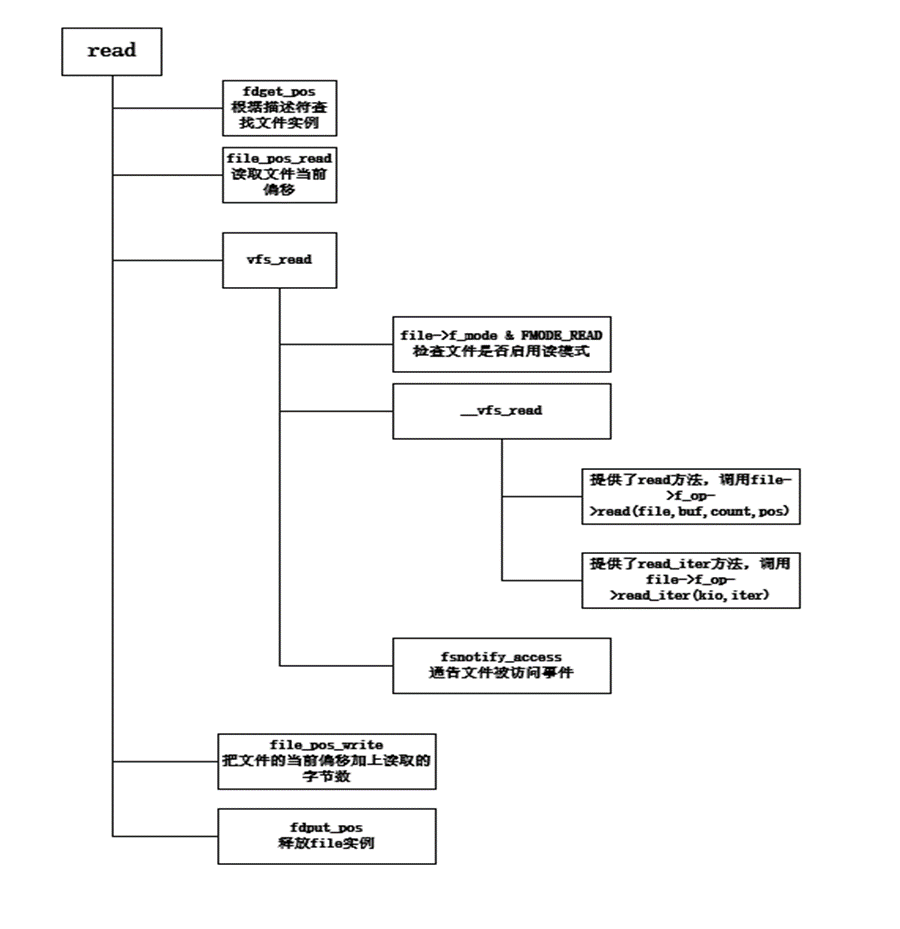 read
fdget_pos
根据描述符查
找文件实例
file_pos_read
读取文件当前
偏移
vfs_read
file->f_mode & FMODE_READ
检查文件是否启用读模式
__vfs_read
提供了read方法，调用file-
>f_op-
>read(file,buf,count,pos)
提供了read_iter方法，调用
file->f_op-
>read_iter(kio,iter)
fsnotify_access
通告文件被访问事件
file_pos_write
把文件的当前偏移加上读取的
字节数
fdput_pos
释放file实例